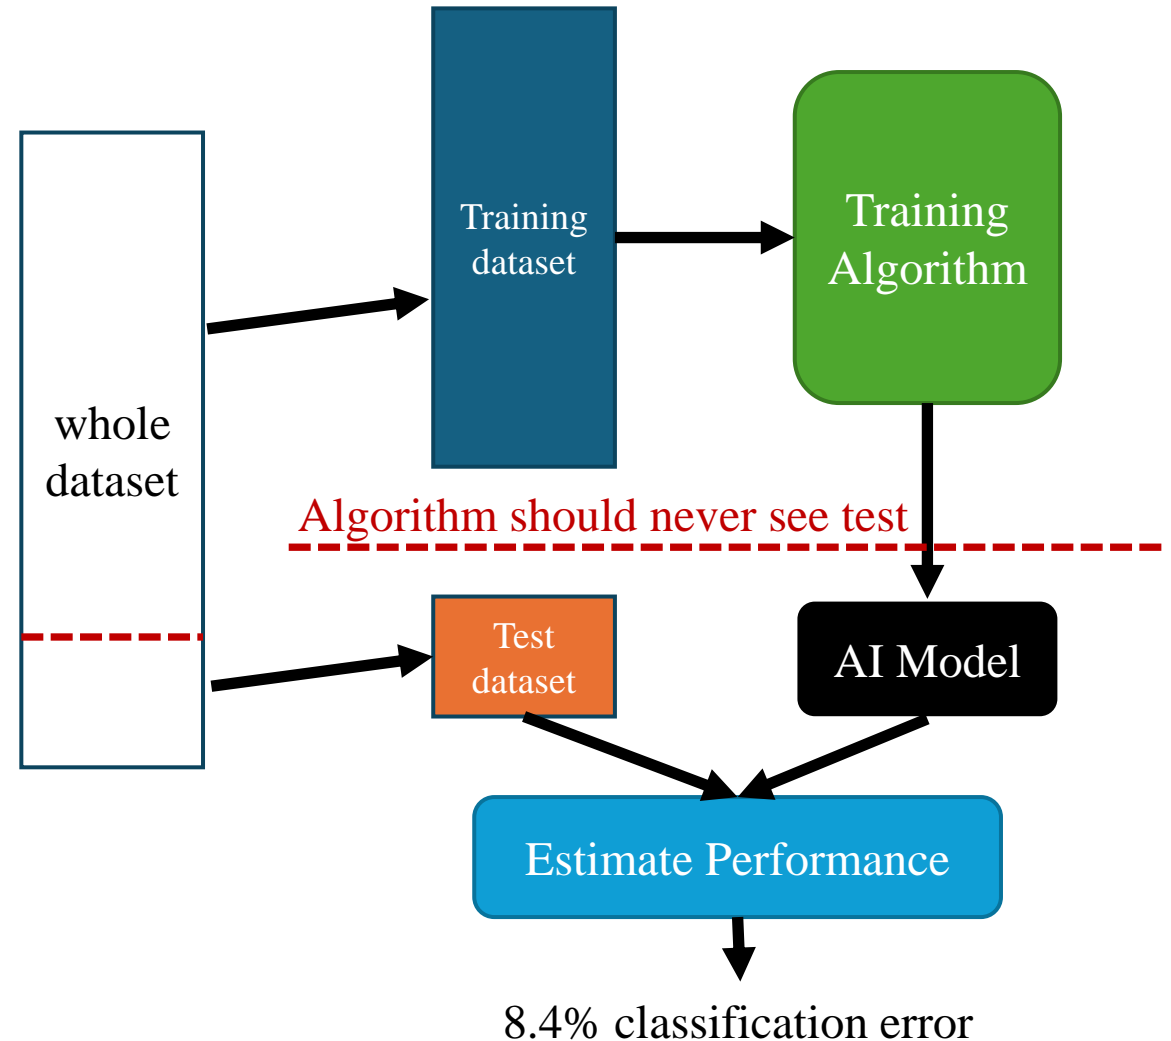 Training
dataset
Training
Algorithm
whole
dataset
Algorithm should never see test
Test
dataset
AI Model
Estimate Performance
8.4% classification error